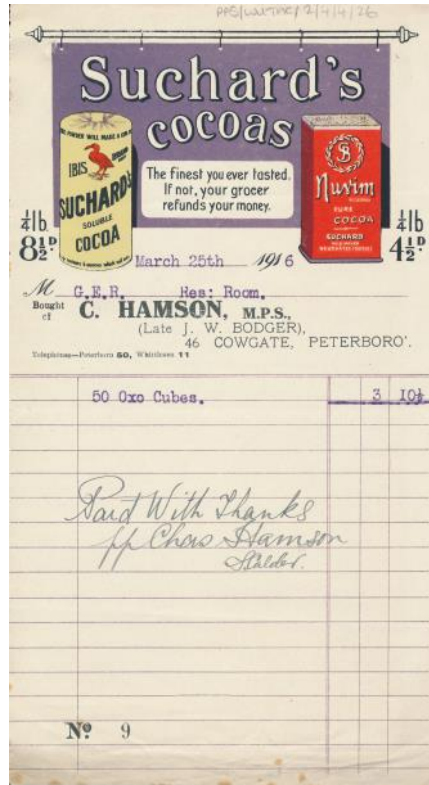 PPS/WITHY/2/4/4/26
Suchard's
cocoas
IBIS
SUCHARD'S
SOLUBLE
COCOA
The finest you ever tasted.
If not, your grocer
refunds your money.
Nuvim
PURE
COCOA
SUCHARD
¼lb
8½D
¼lb
4½D
March 25th 1916
M G.E.R. Res: Room.
Bought of C. HAMSON, M.P.S.,
(Late J. W. BODGER),
46 COWGATE, PETERBORO'.
Telephones—Peterboro 50, Whittlesea 11
50 Oxo Cubes. 3 10½
Paid With Thanks
pp Chas Hamson
No 9